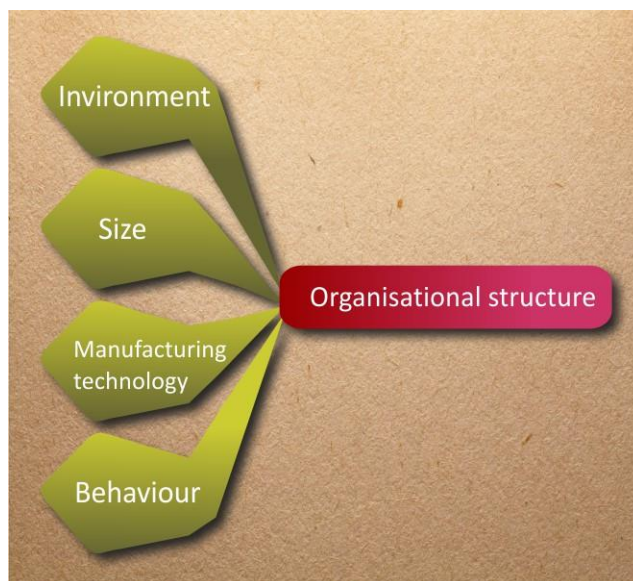 Invironment
Size
Manufacturing
technology
Behaviour
Organisational structure